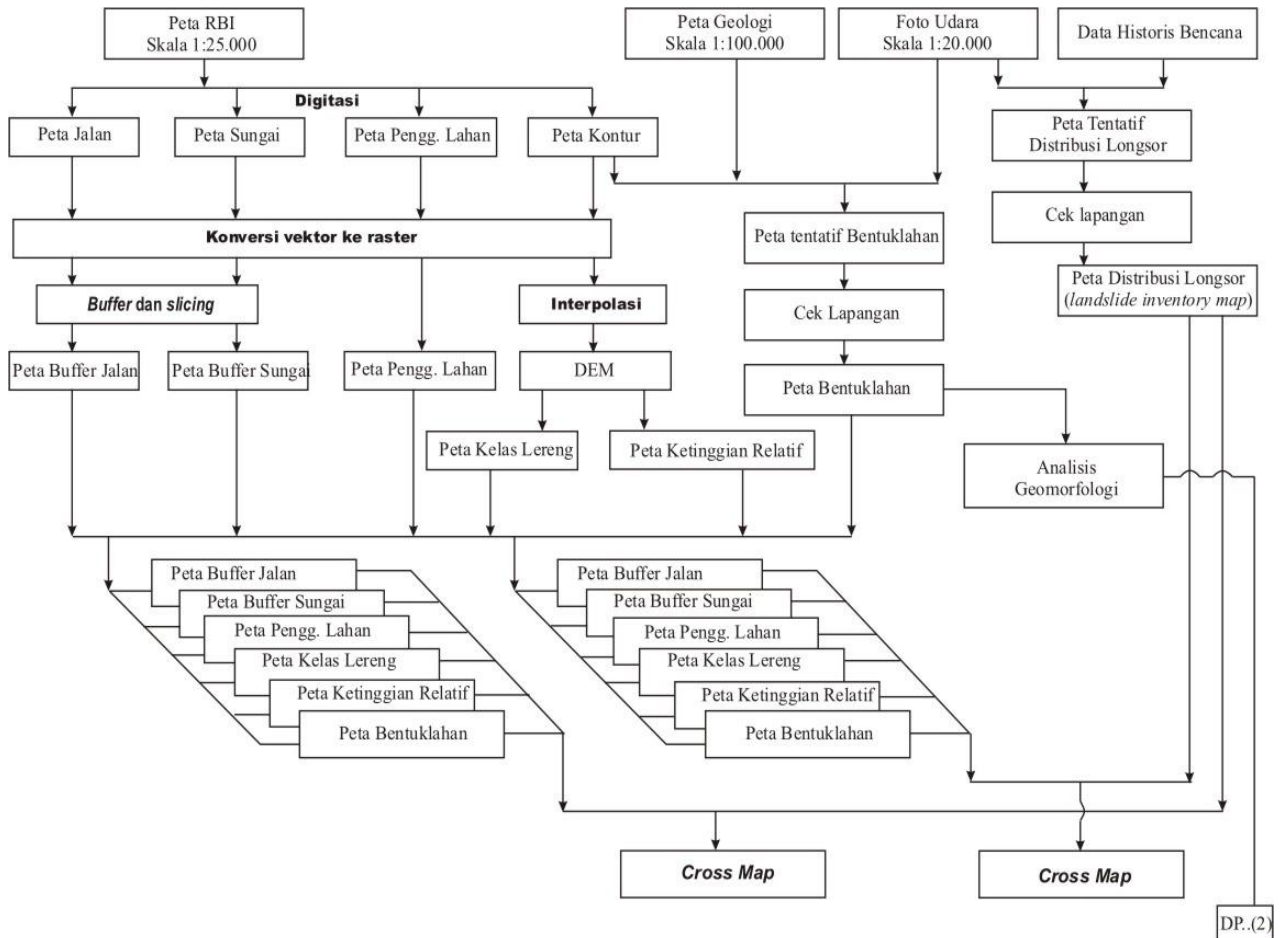 Peta RBI
Skala 1:25.000
Peta Geologi
Skala 1:100.000
Foto Udara
Skala 1:20.000
Data Historis Bencana
Digitasi
Peta Jalan
Peta Sungai
Peta Pengg. Lahan
Peta Kontur
Peta Tentatif
Distribusi Longsor
Cek lapangan
Konversi vektor ke raster
Peta tentatif Bentuklahan
Peta Distribusi Longsor
(landslide inventory map)
Buffer dan slicing
Interpolasi
Cek Lapangan
Peta Buffer Jalan
Peta Buffer Sungai
Peta Pengg. Lahan
DEM
Peta Bentuklahan
Peta Kelas Lereng
Peta Ketinggian Relatif
Analisis
Geomorfologi
Peta Buffer Jalan
Peta Buffer Sungai
Peta Pengg. Lahan
Peta Kelas Lereng
Peta Ketinggian Relatif
Peta Bentuklahan
Peta Buffer Jalan
Peta Buffer Sungai
Peta Pengg. Lahan
Peta Kelas Lereng
Peta Ketinggian Relatif
Peta Bentuklahan
Cross Map
Cross Map
DP..(2)